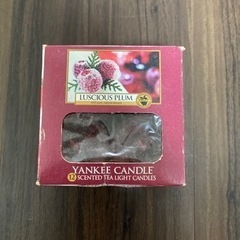 LUSCIOUS PLUM
YANKEE CANDLE
12 SCENTED TEA LIGHT CANDLES